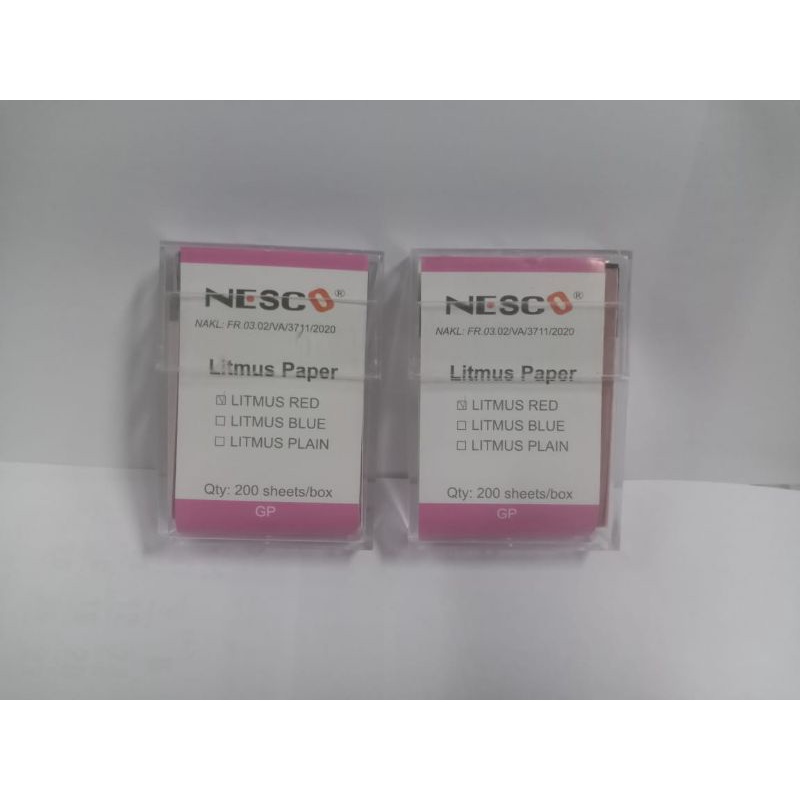 NESCO®
NAKL: FR.03.02/VA/3711/2020
Litmus Paper
☑ LITMUS RED
☐ LITMUS BLUE
☐ LITMUS PLAIN
Qty: 200 sheets/box
GP
NESCO®
NAKL: FR.03.02/VA/3711/2020
Litmus Paper
☑ LITMUS RED
☐ LITMUS BLUE
☐ LITMUS PLAIN
Qty: 200 sheets/box
GP